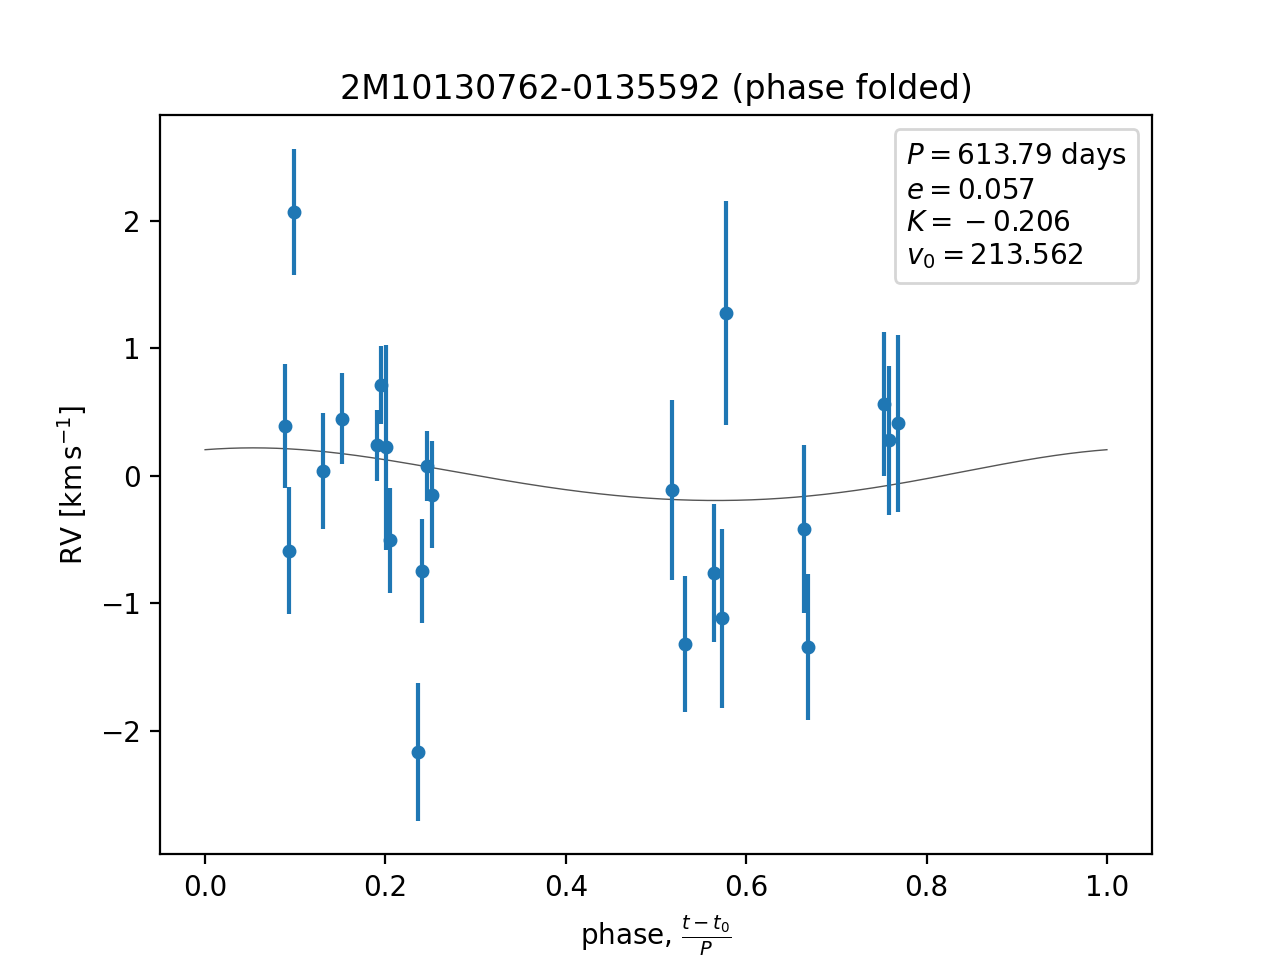 2M10130762-0135592 (phase folded)
P = 613.79 days
e = 0.057
K = −0.206
v₀ = 213.562
2
1
0
−1
−2
RV [km s⁻¹]
0.0 0.2 0.4 0.6 0.8 1.0
phase, (t − t₀)/P